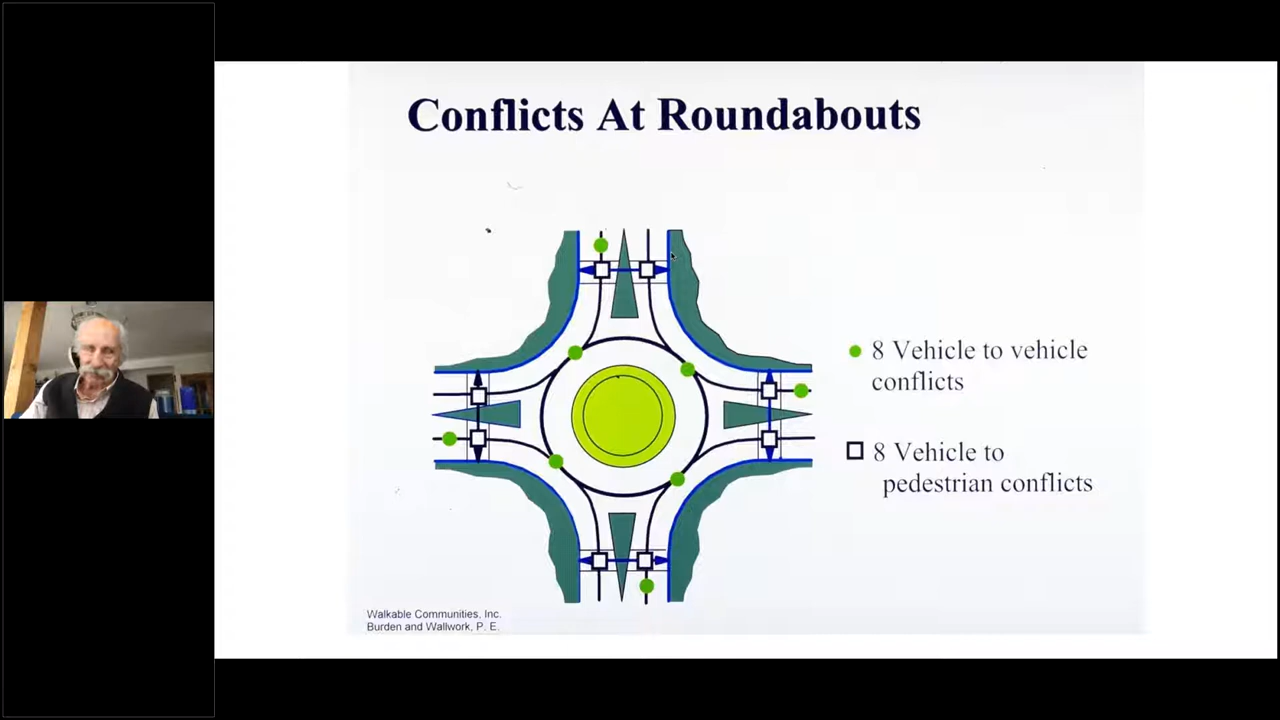 Conflicts At Roundabouts
8 Vehicle to vehicle
conflicts
8 Vehicle to
pedestrian conflicts
Walkable Communities, Inc.
Burden and Wallwork, P. E.